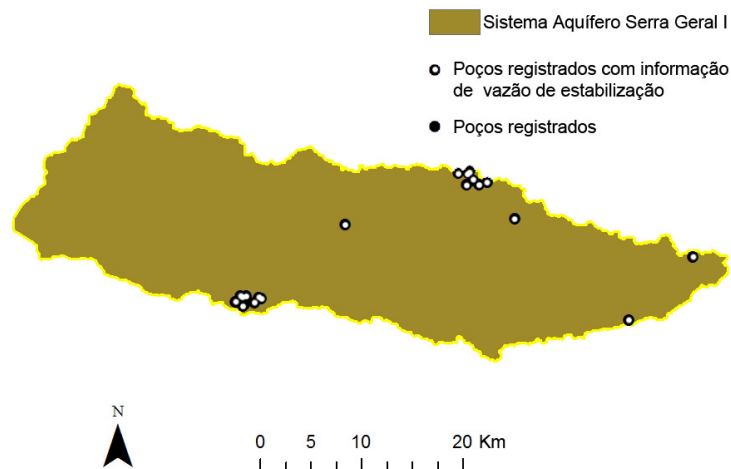 Sistema Aquífero Serra Geral I
Poços registrados com informação
de vazão de estabilização
Poços registrados
N
0 5 10 20 Km